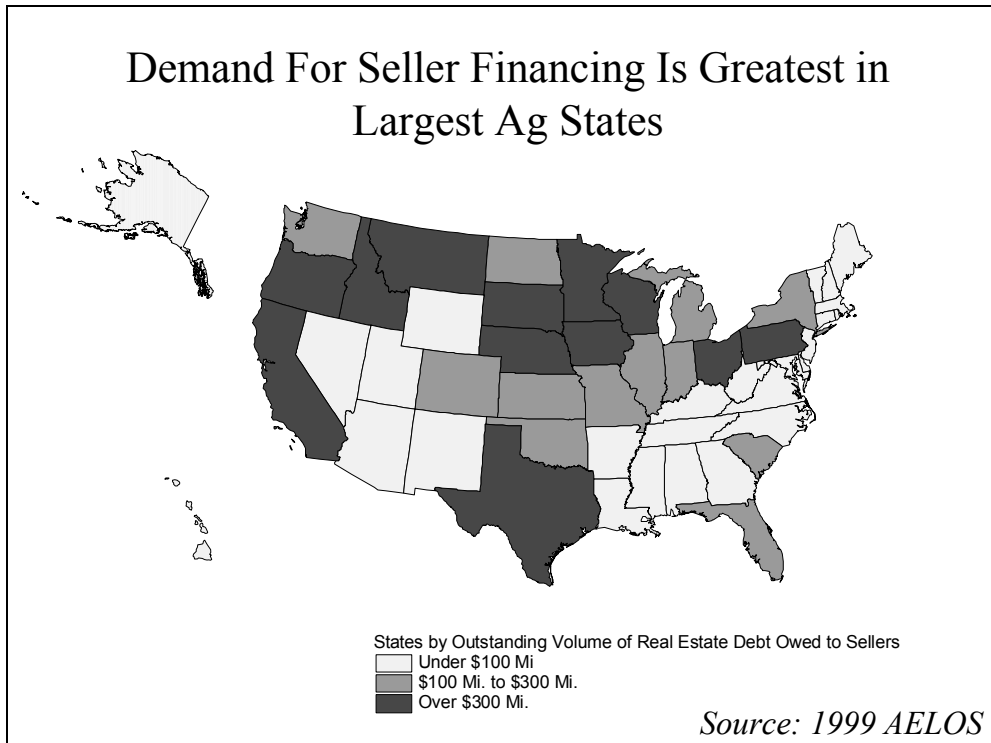 Demand For Seller Financing Is Greatest in
Largest Ag States
States by Outstanding Volume of Real Estate Debt Owed to Sellers
Under $100 Mi
$100 Mi. to $300 Mi.
Over $300 Mi.
Source: 1999 AELOS